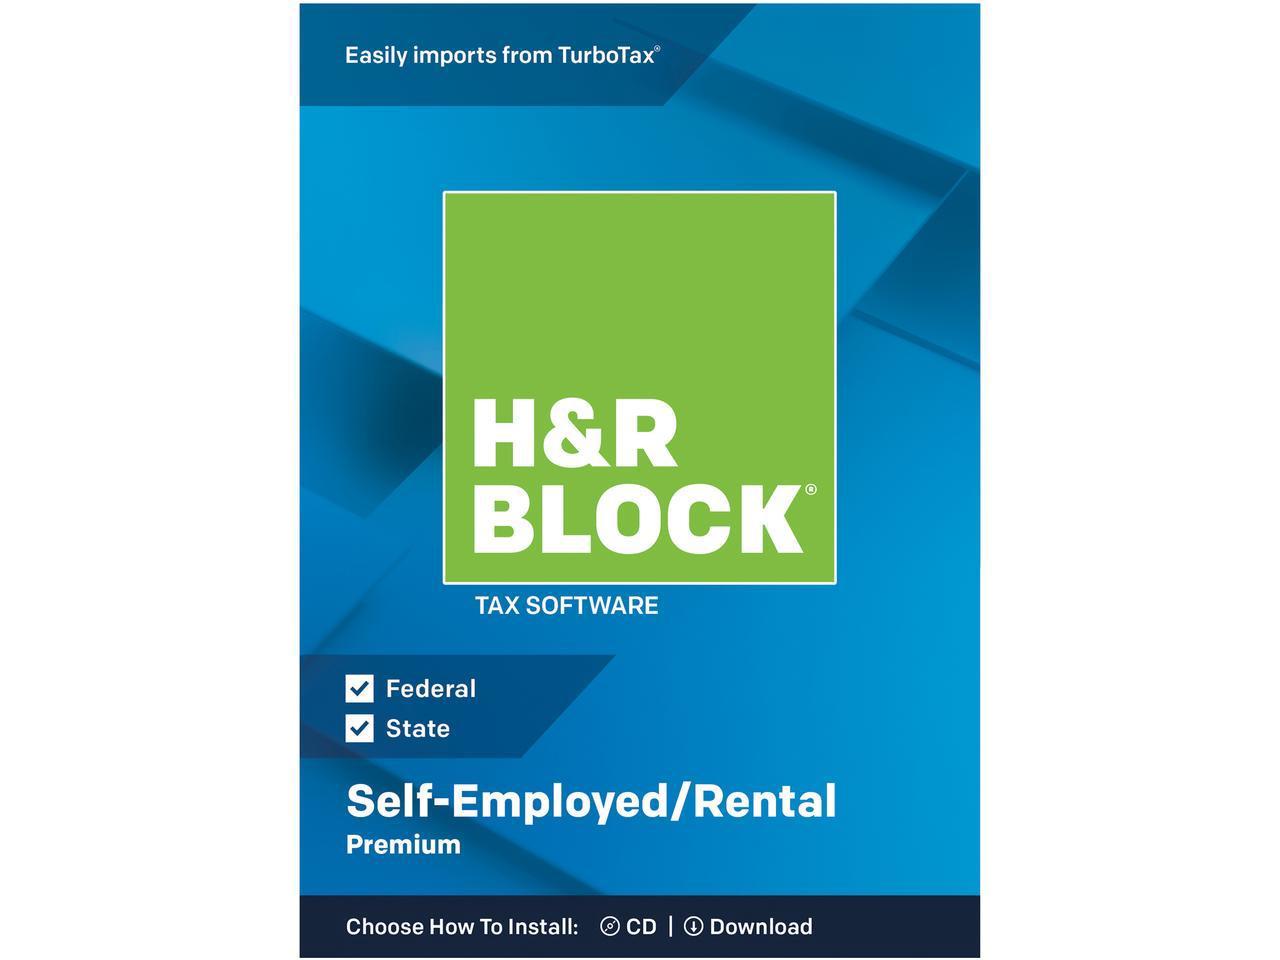 Easily imports from TurboTax®
H&R
BLOCK®
TAX SOFTWARE
Federal
State
Self-Employed/Rental
Premium
Choose How To Install: CD | Download